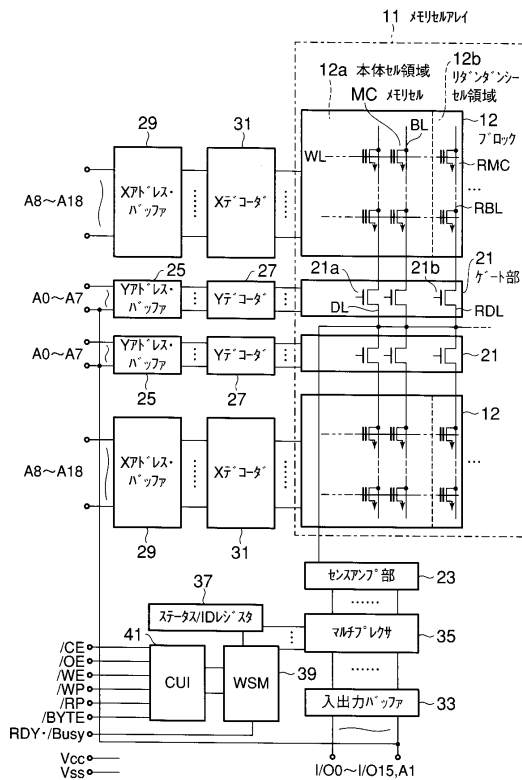 11 メモリセルアレイ
12a 本体セル領域
12b リダンダンシーセル領域
MC メモリセル
BL
12
ブロック
WL
RMC
...
RBL
29
31
Xアドレス・バッファ
Xデコーダ
A8~A18
25
27
21a
21b
21
ゲート部
A0~A7
Yアドレス・バッファ
Yデコーダ
DL
RDL
A0~A7
Yアドレス・バッファ
Yデコーダ
21
25
27
12
A8~A18
Xアドレス・バッファ
Xデコーダ
...
29
31
センスアンプ部
23
37
ステータス/IDレジスタ
マルチプレクサ
35
41
CUI
WSM
39
入出力バッファ
33
/CE
/OE
/WE
/WP
/RP
/BYTE
RDY・/Busy
Vcc
Vss
I/O0~I/O15,A1